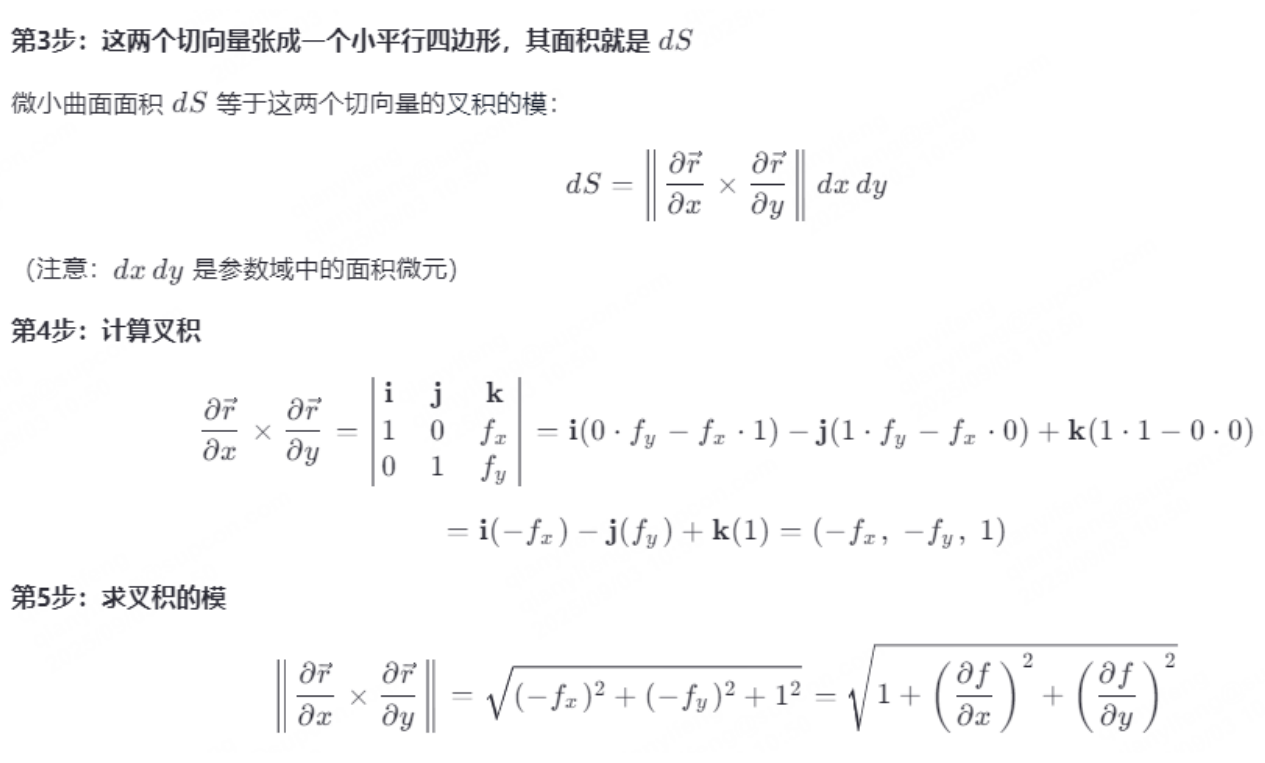 第3步：这两个切向量张成一个小平行四边形，其面积就是 dS
微小曲面面积 dS 等于这两个切向量的叉积的模：
$dS = \left\| \frac{\partial \vec{r}}{\partial x} \times \frac{\partial \vec{r}}{\partial y} \right\| dx\,dy$
（注意：dx dy 是参数域中的面积微元）
第4步：计算叉积
$\frac{\partial \vec{r}}{\partial x} \times \frac{\partial \vec{r}}{\partial y} = \begin{vmatrix} \mathbf{i} & \mathbf{j} & \mathbf{k} \\ 1 & 0 & f_x \\ 0 & 1 & f_y \end{vmatrix} = \mathbf{i}(0 \cdot f_y - f_x \cdot 1) - \mathbf{j}(1 \cdot f_y - f_x \cdot 0) + \mathbf{k}(1 \cdot 1 - 0 \cdot 0)$
$= \mathbf{i}(-f_x) - \mathbf{j}(f_y) + \mathbf{k}(1) = (-f_x, -f_y, 1)$
第5步：求叉积的模
$\left\| \frac{\partial \vec{r}}{\partial x} \times \frac{\partial \vec{r}}{\partial y} \right\| = \sqrt{(-f_x)^2 + (-f_y)^2 + 1^2} = \sqrt{1 + \left( \frac{\partial f}{\partial x} \right)^2 + \left( \frac{\partial f}{\partial y} \right)^2}$